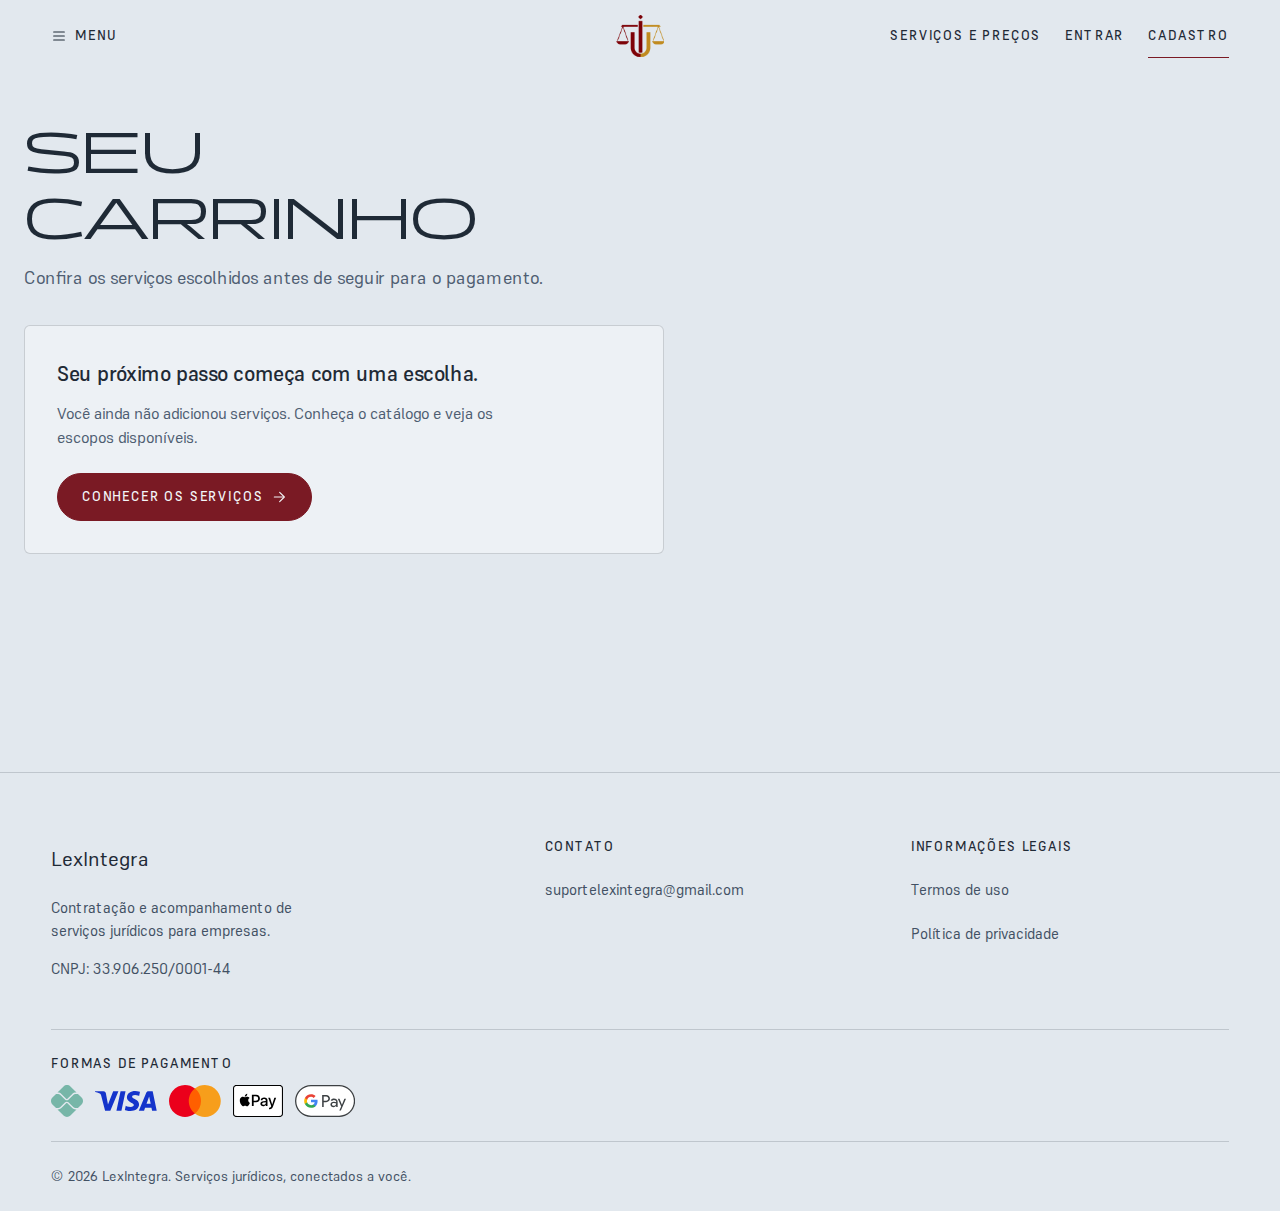 MENU
SERVIÇOS E PREÇOS
ENTRAR
CADASTRO
SEU
CARRINHO
Confira os serviços escolhidos antes de seguir para o pagamento.
Seu próximo passo começa com uma escolha.
Você ainda não adicionou serviços. Conheça o catálogo e veja os
escopos disponíveis.
CONHECER OS SERVIÇOS
LexIntegra
Contratação e acompanhamento de
serviços jurídicos para empresas.
CNPJ: 33.906.250/0001-44
CONTATO
suportelexintegra@gmail.com
INFORMAÇÕES LEGAIS
Termos de uso
Política de privacidade
FORMAS DE PAGAMENTO
VISA
Pay
G Pay
© 2026 LexIntegra. Serviços jurídicos, conectados a você.